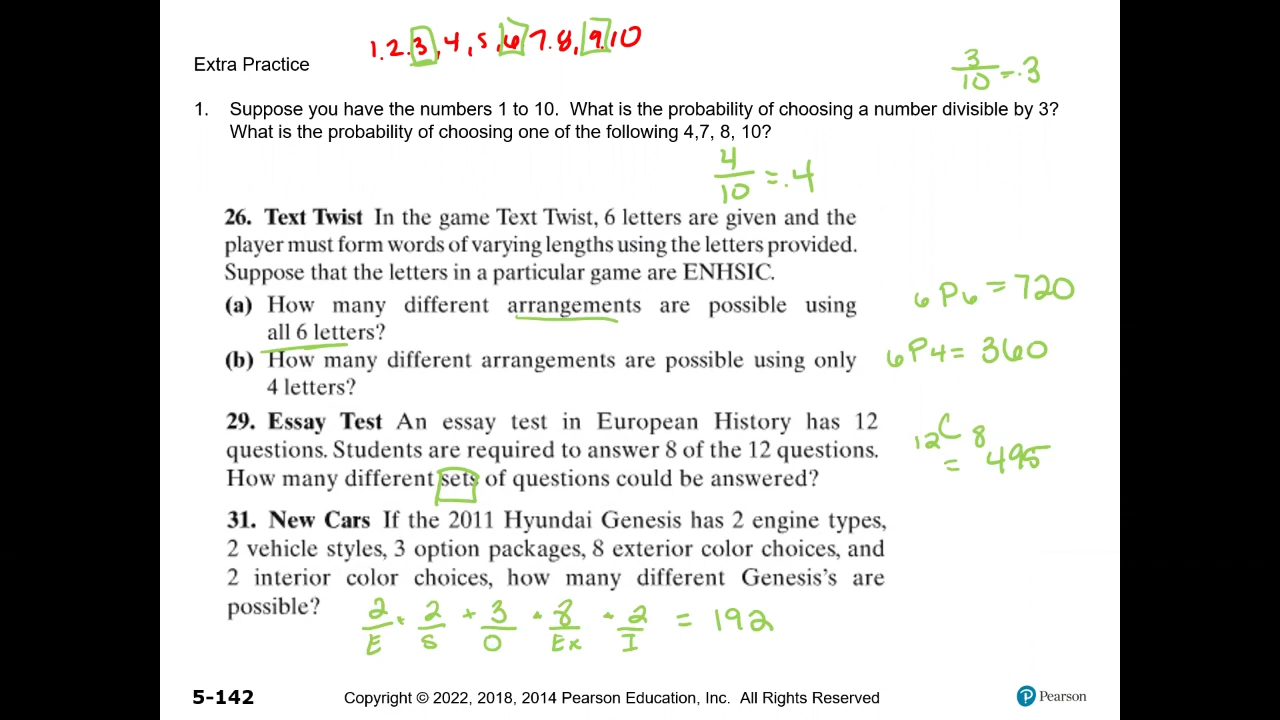 1.2.3,4,5,6 7.8,9.10
Extra Practice
3/10 = .3
1. Suppose you have the numbers 1 to 10. What is the probability of choosing a number divisible by 3?
What is the probability of choosing one of the following 4,7, 8, 10?
4/10 = .4
26. Text Twist In the game Text Twist, 6 letters are given and the
player must form words of varying lengths using the letters provided.
Suppose that the letters in a particular game are ENHSIC.
(a) How many different arrangements are possible using
all 6 letters?
6P6 = 720
(b) How many different arrangements are possible using only
4 letters?
6P4 = 360
29. Essay Test An essay test in European History has 12
questions. Students are required to answer 8 of the 12 questions.
How many different sets of questions could be answered?
12C8
= 495
31. New Cars If the 2011 Hyundai Genesis has 2 engine types,
2 vehicle styles, 3 option packages, 8 exterior color choices, and
2 interior color choices, how many different Genesis's are
possible?
2/E · 2/S · 3/O · 8/Ex · 2/I = 192
5-142
Copyright © 2022, 2018, 2014 Pearson Education, Inc. All Rights Reserved
P Pearson